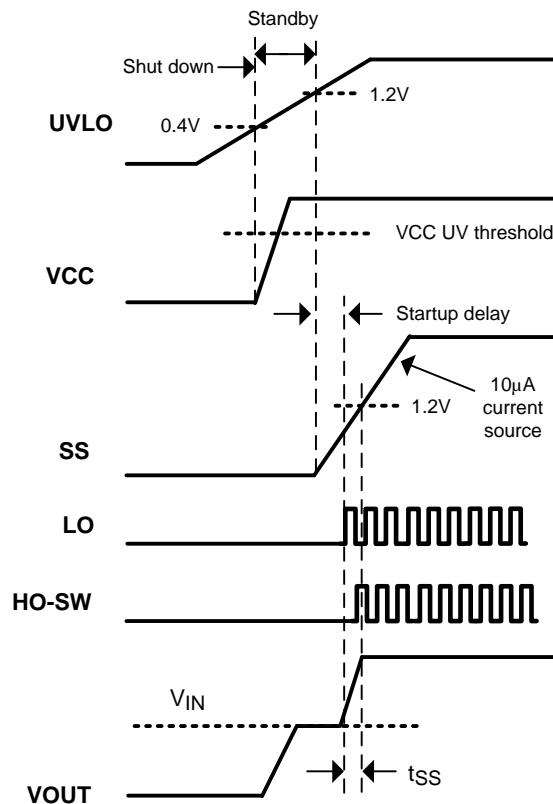 Standby
Shut down
1.2V
0.4V
UVLO
VCC UV threshold
VCC
Startup delay
10μA
current
source
1.2V
SS
LO
HO-SW
VIN
tSS
VOUT